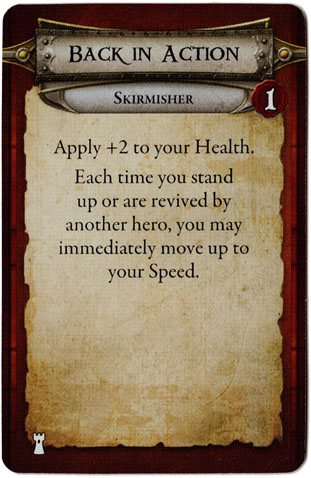 Back in Action
Skirmisher
1
Apply +2 to your Health.
Each time you stand
up or are revived by
another hero, you may
immediately move up to
your Speed.